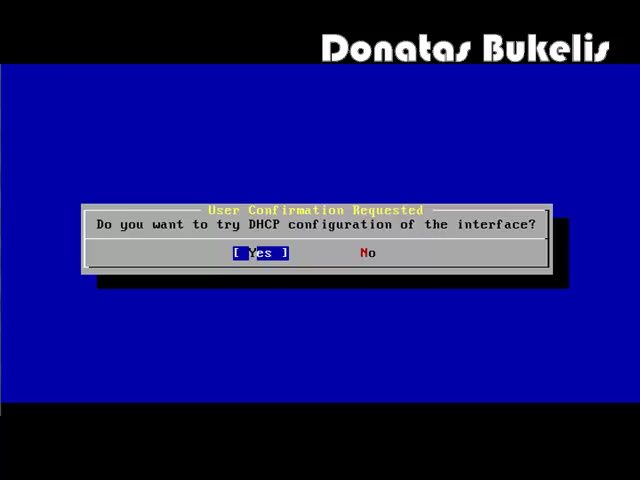 Donatas Bukelis
User Confirmation Requested
Do you want to try DHCP configuration of the interface?
[ Yes ] No